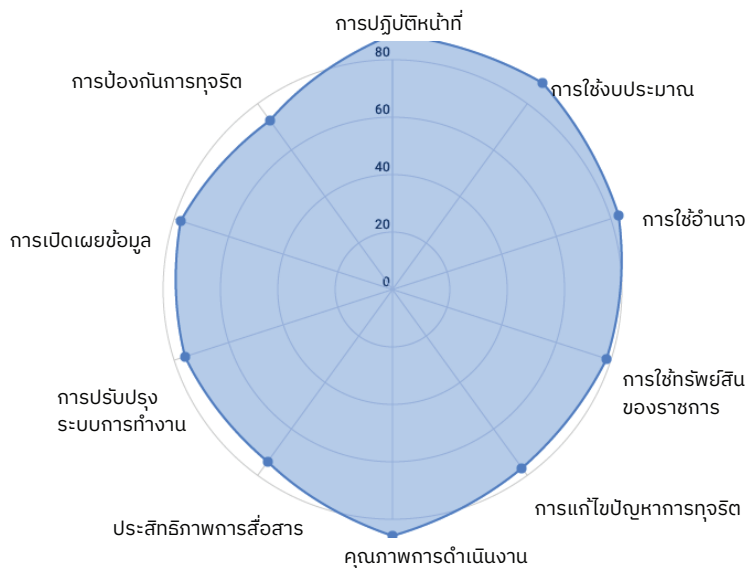 การปฏิบัติหน้าที่
80
การป้องกันการทุจริต
การใช้งบประมาณ
60
40
การใช้อำนาจ
20
การเปิดเผยข้อมูล
0
การใช้ทรัพย์สิน
ของราชการ
การปรับปรุง
ระบบการทำงาน
การแก้ไขปัญหาการทุจริต
ประสิทธิภาพการสื่อสาร
คุณภาพการดำเนินงาน